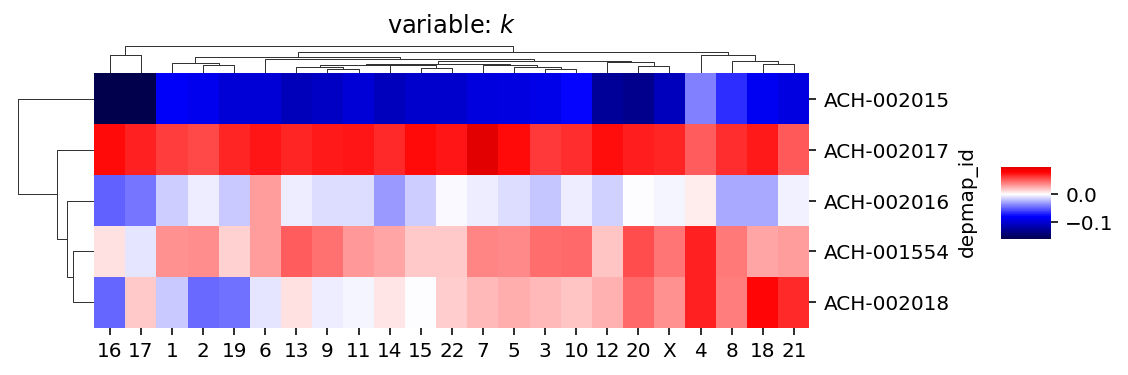 variable: k
ACH-002015
ACH-002017
ACH-002016
ACH-001554
ACH-002018
depmap_id
0.0
−0.1
16 17 1 2 19 6 13 9 11 14 15 22 7 5 3 10 12 20 X 4 8 18 21